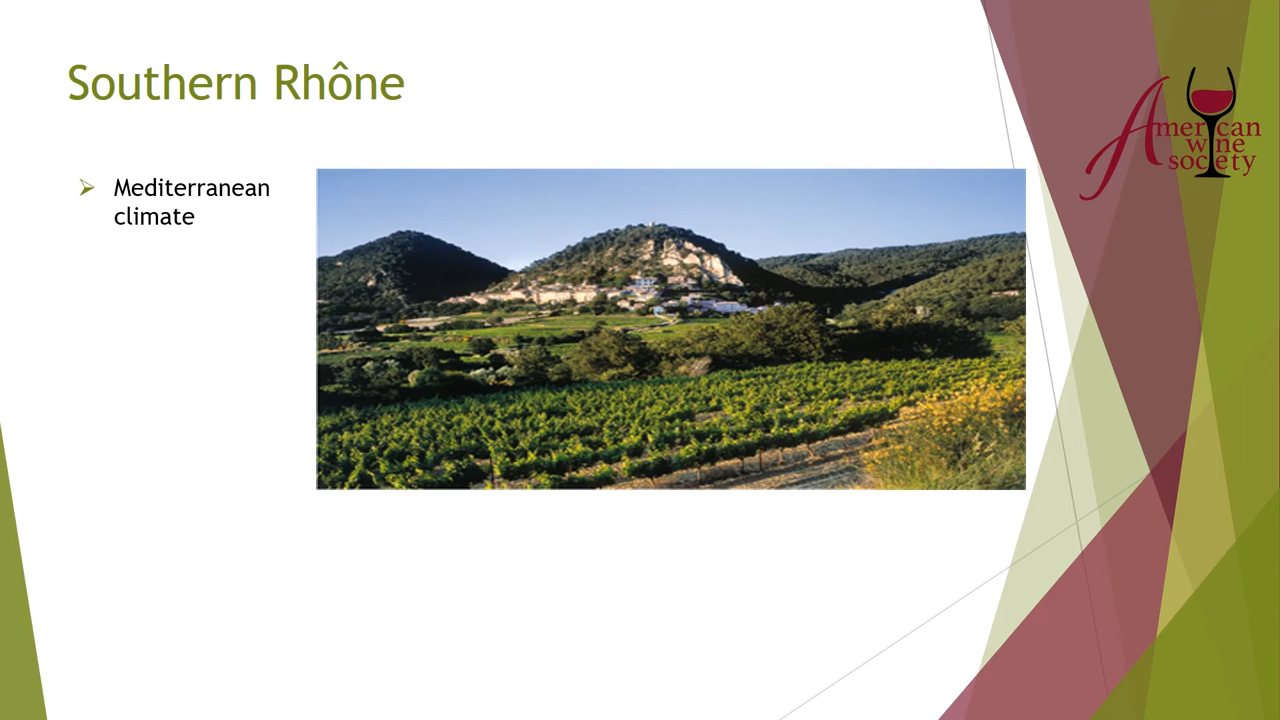 Southern Rhône
American
wine
society
Mediterranean
climate